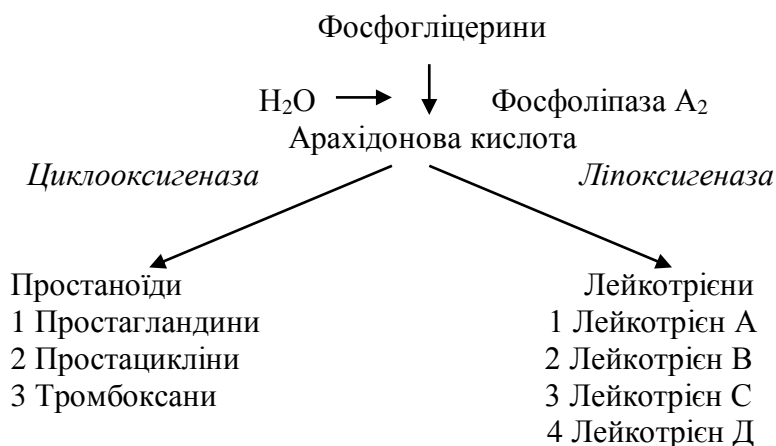 Фосфогліцерини
H₂O Фосфоліпаза А₂
Арахідонова кислота
Циклооксигеназа Ліпоксигеназа
Простаноїди Лейкотрієни
1 Простагландини 1 Лейкотрієн А
2 Простацикліни 2 Лейкотрієн В
3 Тромбоксани 3 Лейкотрієн С
4 Лейкотрієн Д